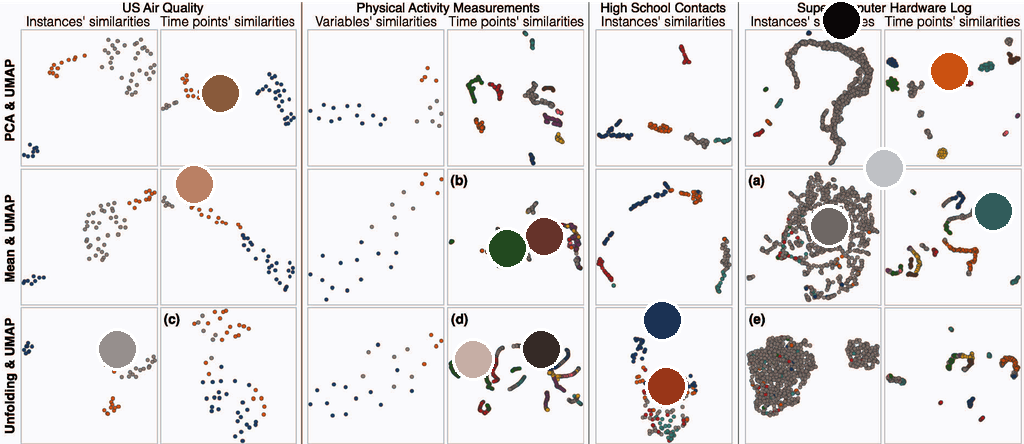 US Air Quality Physical Activity Measurements High School Contacts
Instances' similarities Time points' similarities Variables' similarities Time points' similarities Instances' similarities Time points' similarities
PCA & UMAP
Mean & UMAP
(b) (a)
Unfolding & UMAP
(c) (d) (e)